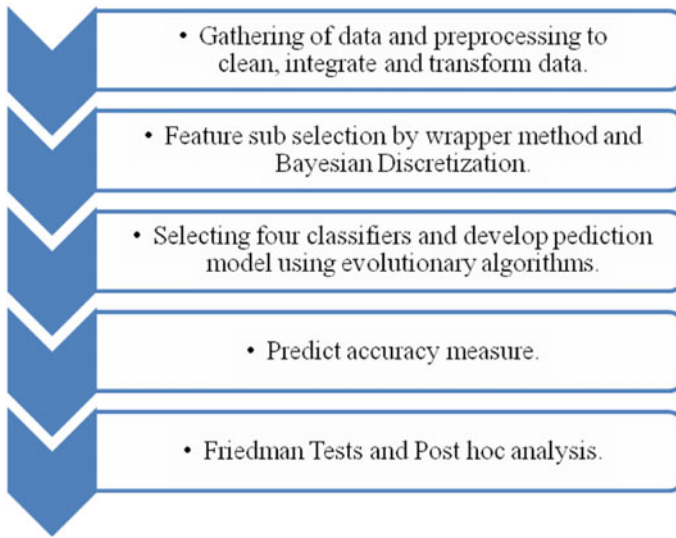 • Gathering of data and preprocessing to
clean, integrate and transform data.
• Feature sub selection by wrapper method and
Bayesian Discretization.
• Selecting four classifiers and develop pediction
model using evolutionary algorithms.
• Predict accuracy measure.
• Friedman Tests and Post hoc analysis.